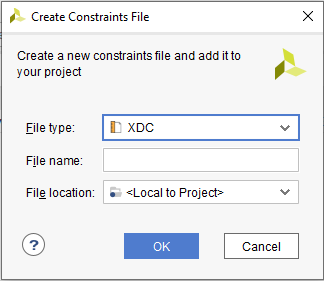 Create Constraints File
Create a new constraints file and add it to
your project
File type: XDC
File name:
File location: <Local to Project>
?
OK Cancel